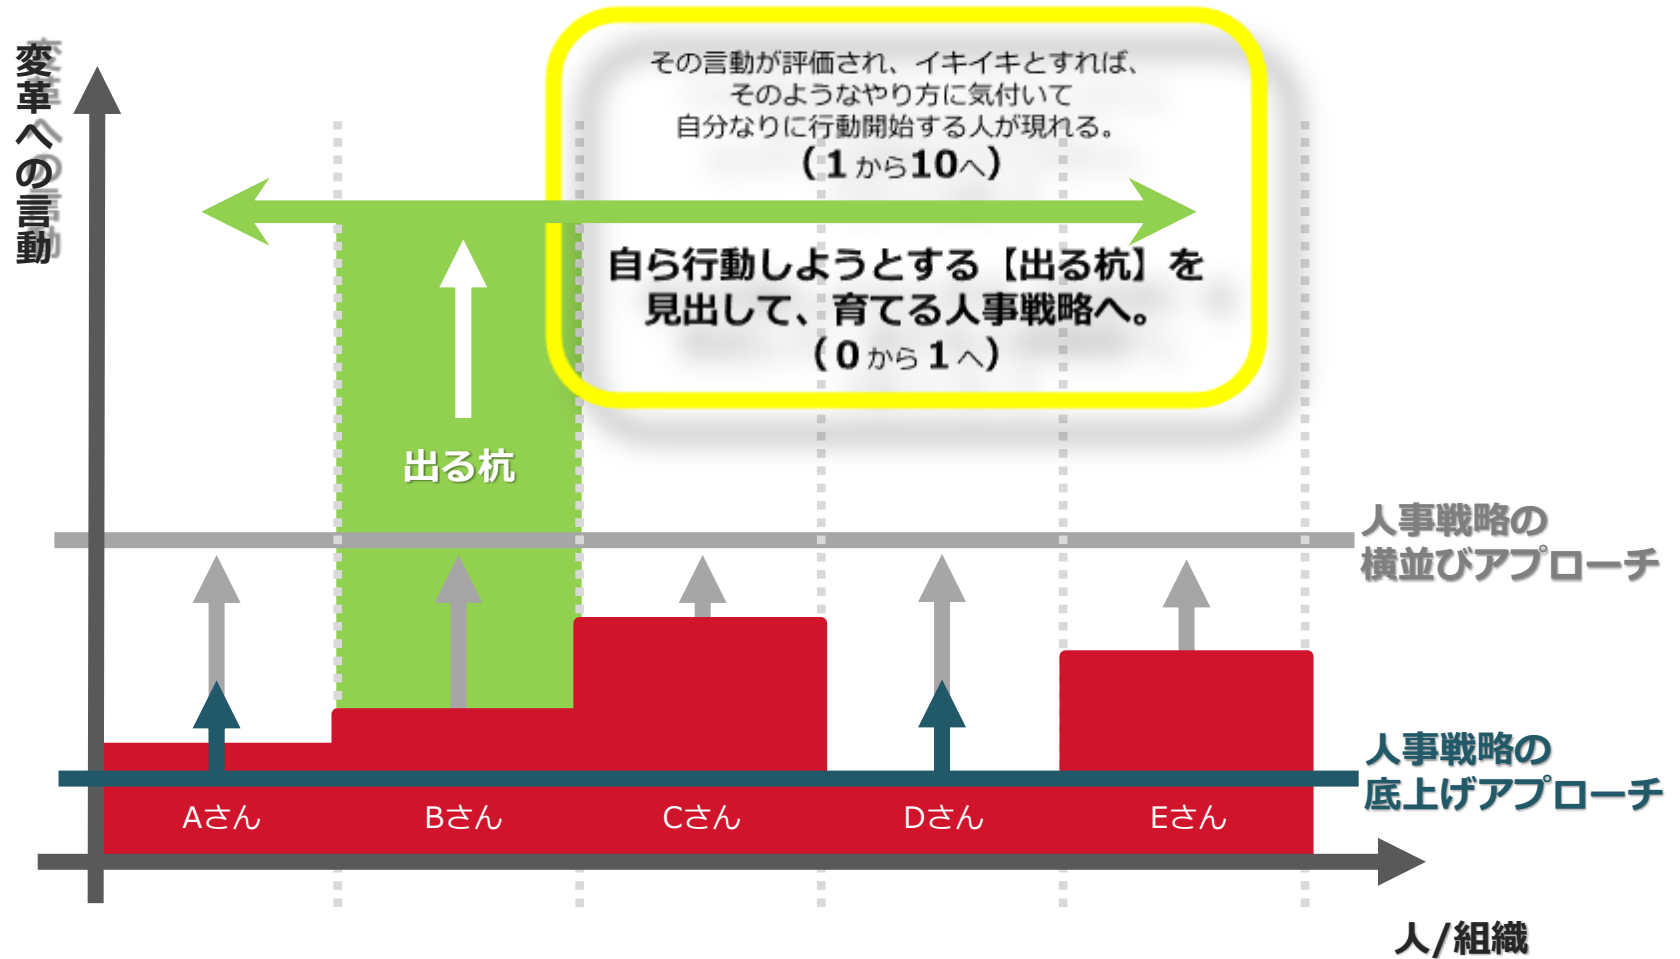 変革への言動
その言動が評価され、イキイキとすれば、
そのようなやり方に気付いて
自分なりに行動開始する人が現れる。
（1から10へ）
自ら行動しようとする【出る杭】を
見出して、育てる人事戦略へ。
（0から1へ）
出る杭
人事戦略の
横並びアプローチ
人事戦略の
底上げアプローチ
Aさん
Bさん
Cさん
Dさん
Eさん
人/組織